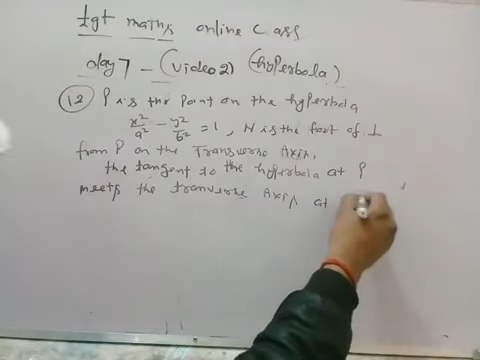 tgt maths online Class
day 7 - (video 2) (hyperbola)
(12) P is the point on the hyperbola
x²/a² - y²/b² = 1, N is the foot of ⊥
from P on the Transverse Axis,
the tangent to the hyperbola at P
meets the tranverse Axis at